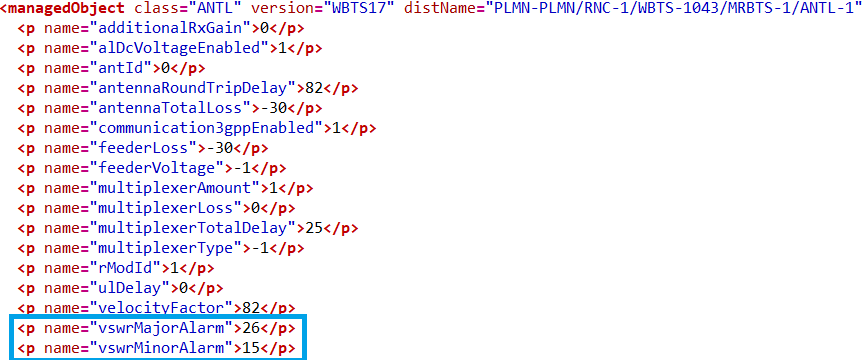 <managedObject class="ANTL" version="WBTS17" distName="PLMN-PLMN/RNC-1/WBTS-1043/MRBTS-1/ANTL-1"
<p name="additionalRxGain">0</p>
<p name="alDcVoltageEnabled">1</p>
<p name="antId">0</p>
<p name="antennaRoundTripDelay">82</p>
<p name="antennaTotalLoss">-30</p>
<p name="communication3gppEnabled">1</p>
<p name="feederLoss">-30</p>
<p name="feederVoltage">-1</p>
<p name="multiplexerAmount">1</p>
<p name="multiplexerLoss">0</p>
<p name="multiplexerTotalDelay">25</p>
<p name="multiplexerType">-1</p>
<p name="rModId">1</p>
<p name="ulDelay">0</p>
<p name="velocityFactor">82</p>
<p name="vswrMajorAlarm">26</p>
<p name="vswrMinorAlarm">15</p>